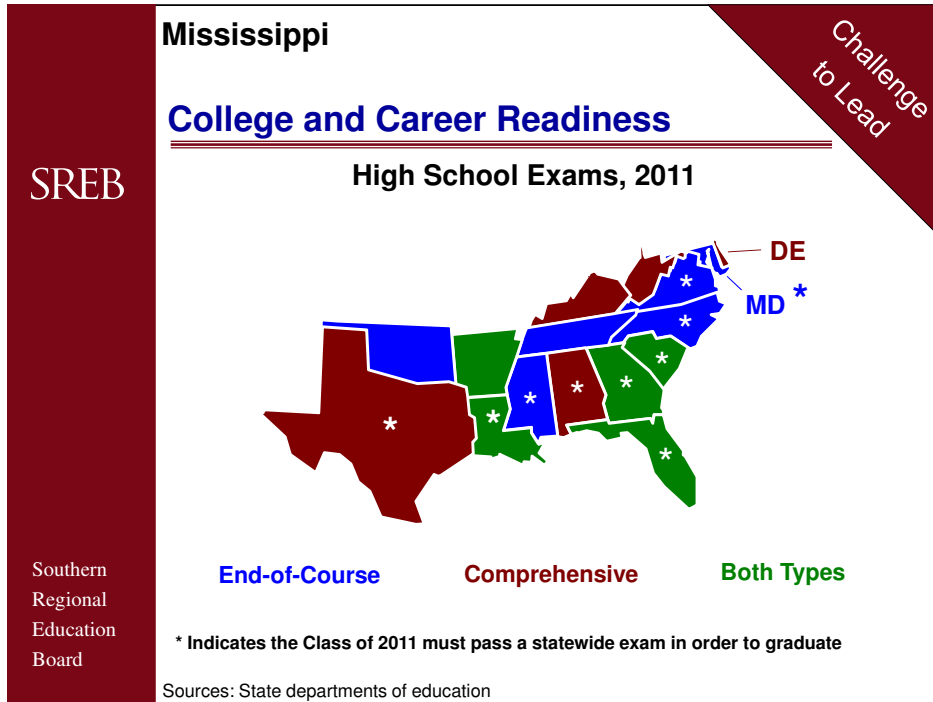 Mississippi
Challenge
to Lead
College and Career Readiness
SREB
High School Exams, 2011
DE
MD *
*
*
*
*
*
*
*
*
*
End-of-Course
Comprehensive
Both Types
* Indicates the Class of 2011 must pass a statewide exam in order to graduate
Southern
Regional
Education
Board
Sources: State departments of education